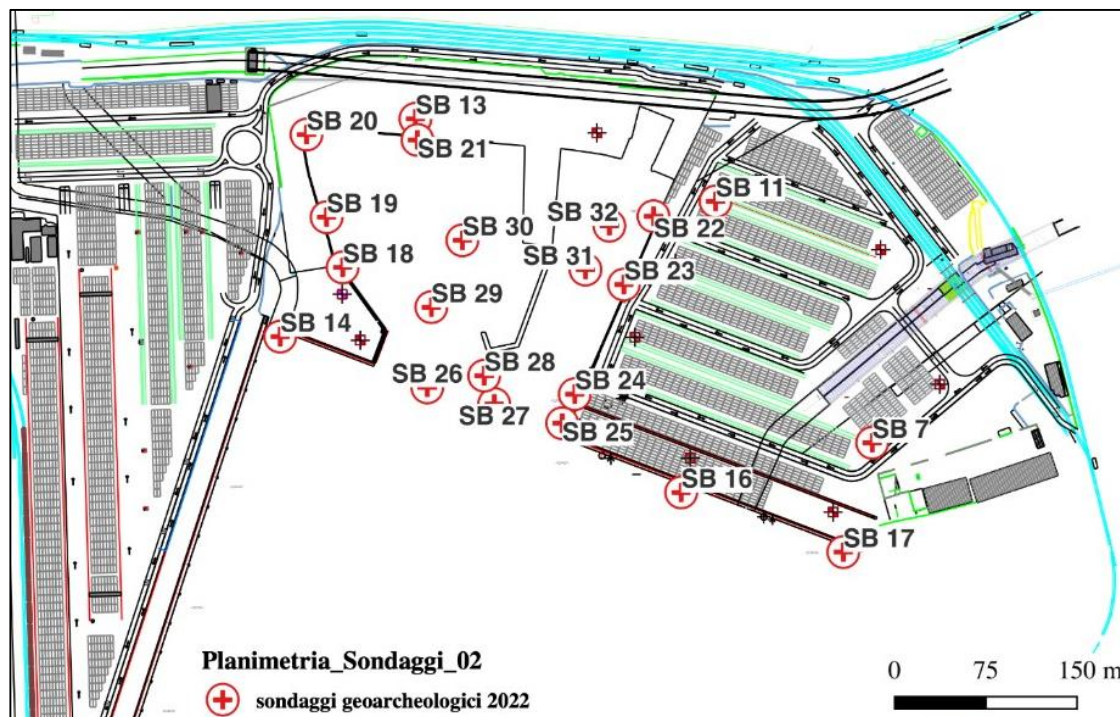 SB 13
SB 20
SB 21
SB 11
SB 19
SB 32
SB 22
SB 30
SB 18
SB 31
SB 23
SB 29
SB 14
SB 28
SB 26
SB 24
SB 27
SB 25
SB 7
SB 16
SB 17
Planimetria_Sondaggi_02
sondaggi geoarcheologici 2022
0 75 150 m